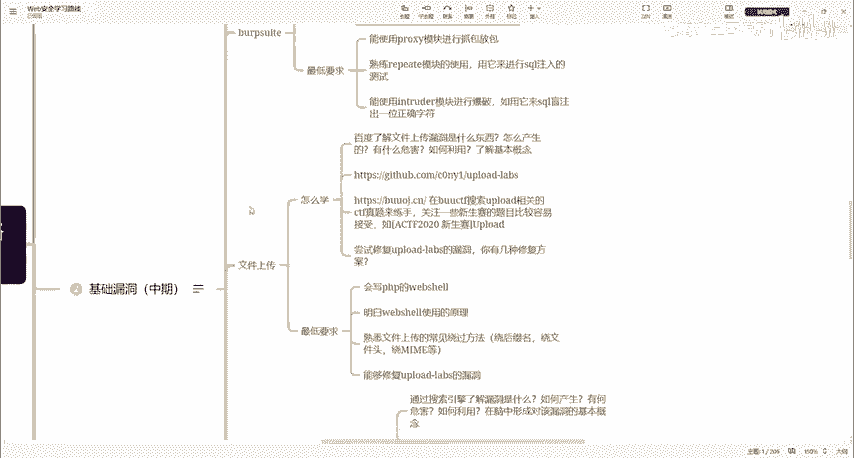 Web安全学习路线
burpsuite
最低要求
能使用proxy模块进行抓包放包
熟练repeate模块的使用，用它来进行sql注入的
测试
能使用intruder模块进行爆破，如用它来sql盲注
出一位正确字符
基础漏洞（中期）
文件上传
怎么学
百度了解文件上传漏洞是什么东西？怎么产生
的？有什么危害？如何利用？了解基本概念
https://github.com/c0ny1/upload-labs
https://buuoj.cn/ 在buuctf搜索upload相关的
ctf真题来练手，关注一些新生赛的题目比较容易
接受，如[ACTF2020 新生赛]Upload
尝试修复upload-labs的漏洞，你有几种修复方
案？
最低要求
会写php的webshell
明白webshell使用的原理
熟悉文件上传的常见绕过方法（绕后缀名，绕文
件头，绕MIME等）
能够修复upload-labs的漏洞
通过搜索引擎了解漏洞是什么？如何产生？有何
危害？如何利用？在脑中形成对该漏洞的基本概
念
150%
大纲